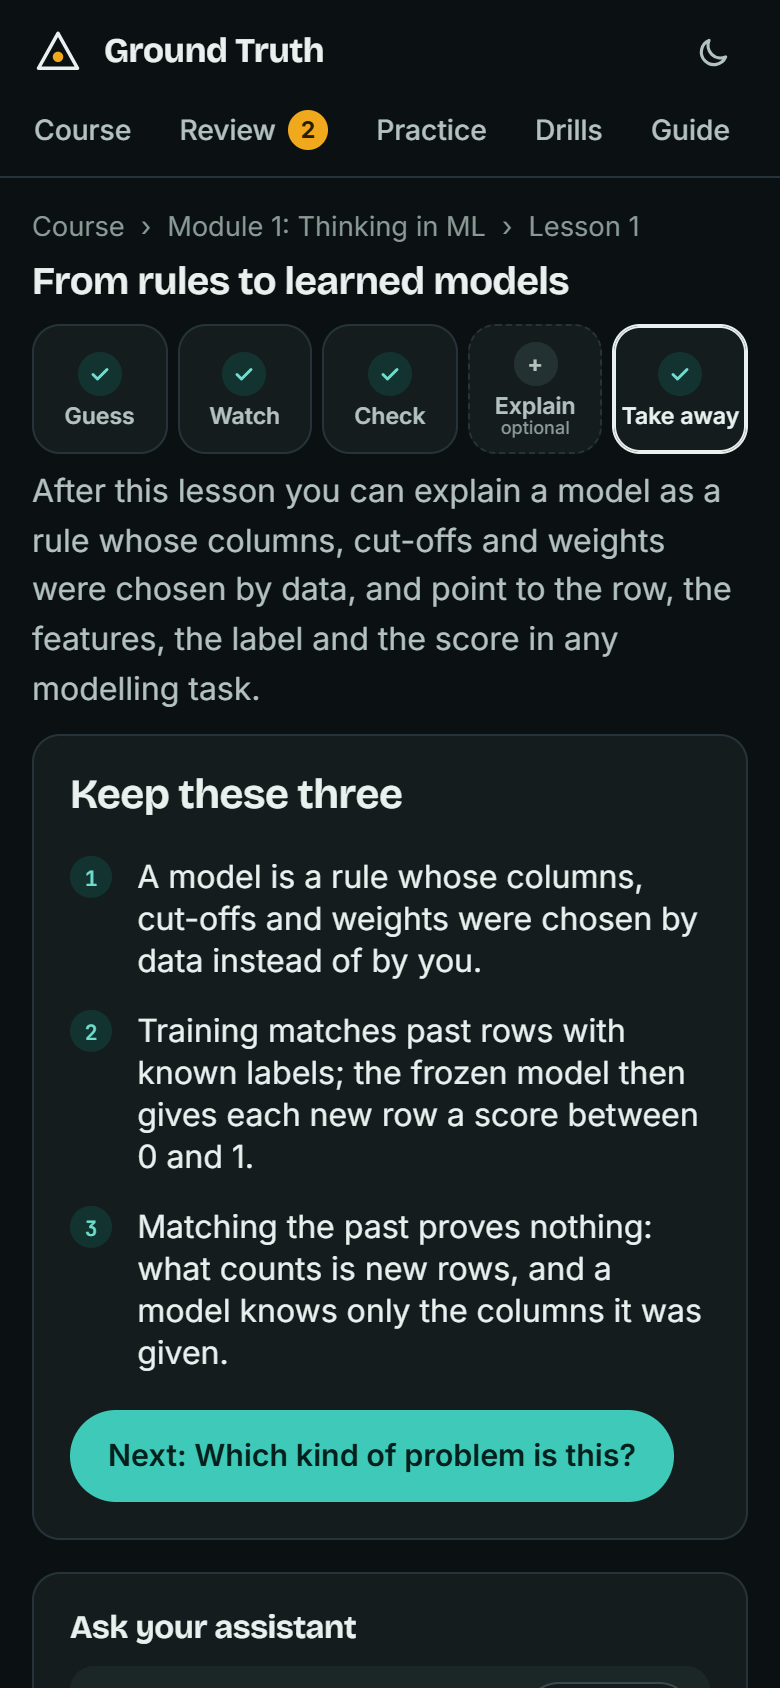 Ground Truth
Course Review 2 Practice Drills Guide
Course › Module 1: Thinking in ML › Lesson 1
From rules to learned models
Guess Watch Check + Explain optional Take away
After this lesson you can explain a model as a
rule whose columns, cut-offs and weights
were chosen by data, and point to the row, the
features, the label and the score in any
modelling task.
Keep these three
1 A model is a rule whose columns,
cut-offs and weights were chosen by
data instead of by you.
2 Training matches past rows with
known labels; the frozen model then
gives each new row a score between
0 and 1.
3 Matching the past proves nothing:
what counts is new rows, and a
model knows only the columns it was
given.
Next: Which kind of problem is this?
Ask your assistant